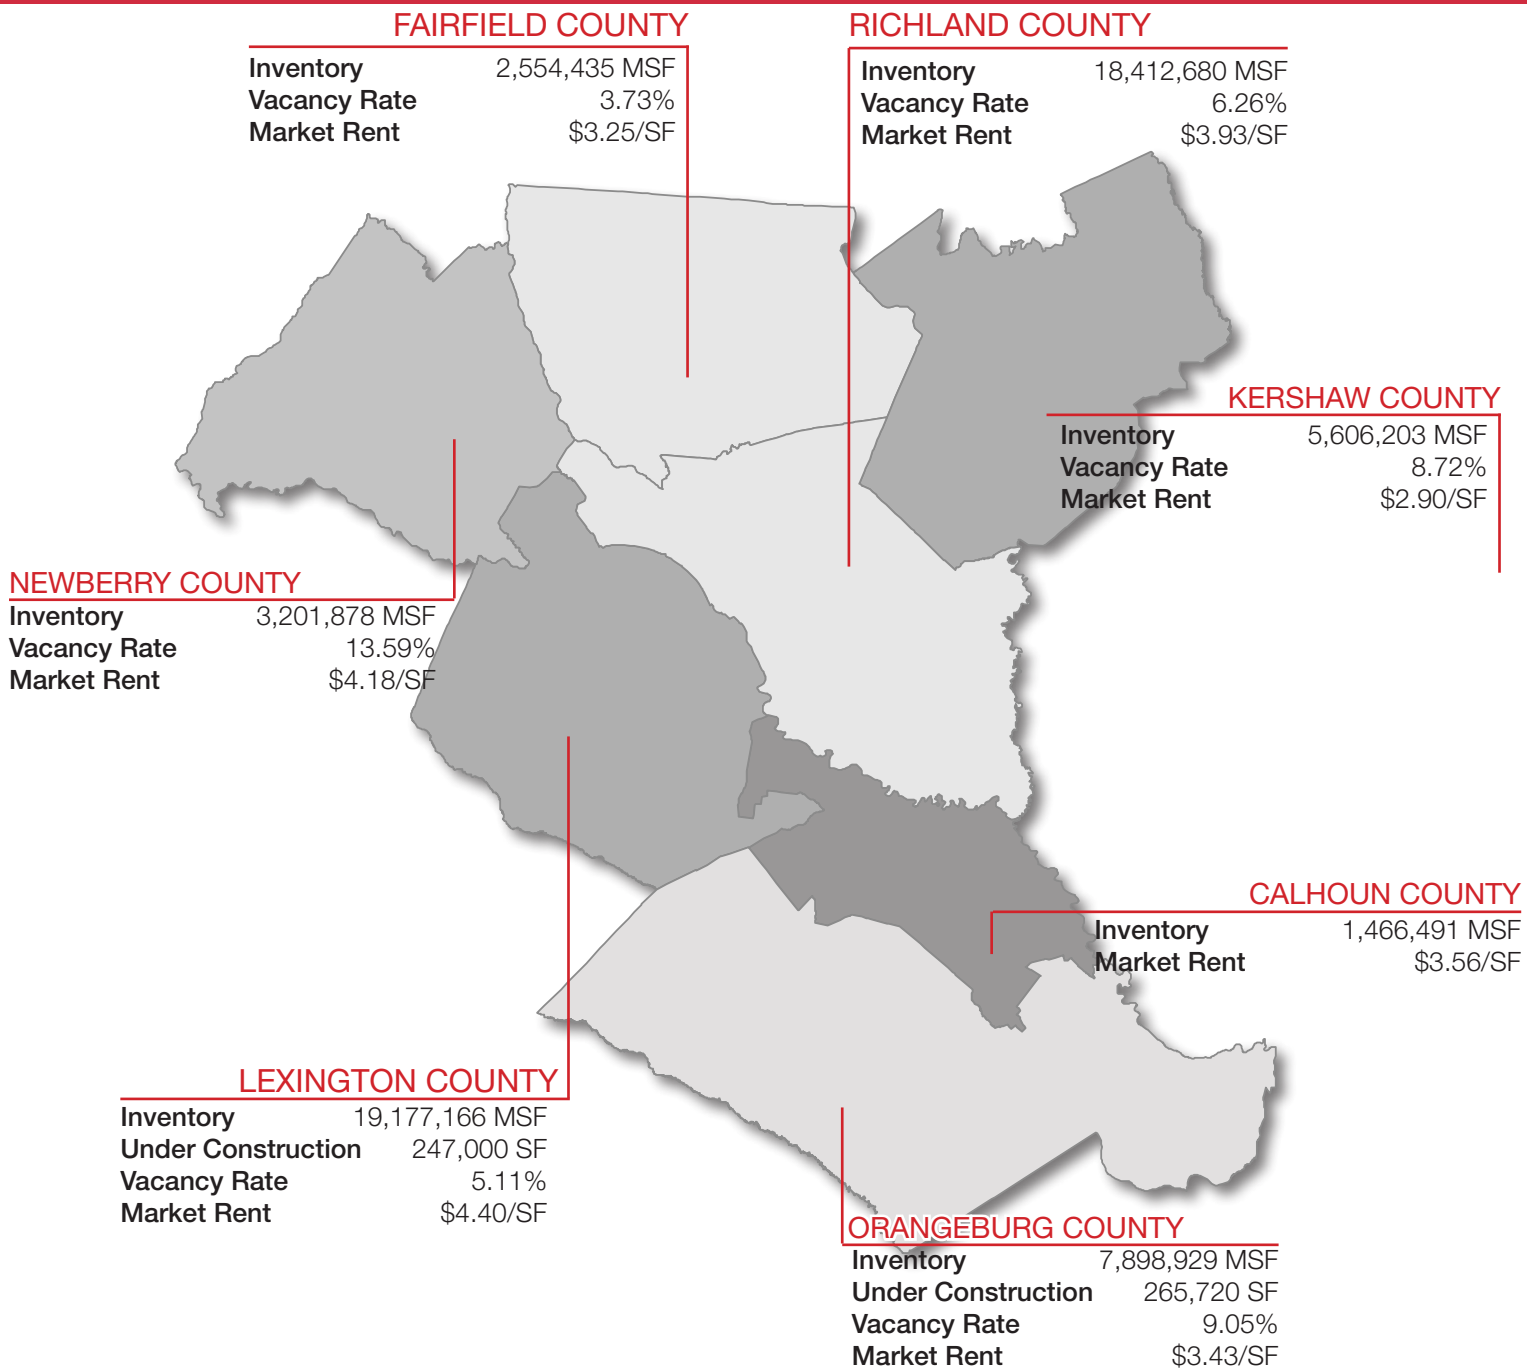 FAIRFIELD COUNTY
Inventory 2,554,435 MSF
Vacancy Rate 3.73%
Market Rent $3.25/SF
RICHLAND COUNTY
Inventory 18,412,680 MSF
Vacancy Rate 6.26%
Market Rent $3.93/SF
KERSHAW COUNTY
Inventory 5,606,203 MSF
Vacancy Rate 8.72%
Market Rent $2.90/SF
NEWBERRY COUNTY
Inventory 3,201,878 MSF
Vacancy Rate 13.59%
Market Rent $4.18/SF
CALHOUN COUNTY
Inventory 1,466,491 MSF
Market Rent $3.56/SF
LEXINGTON COUNTY
Inventory 19,177,166 MSF
Under Construction 247,000 SF
Vacancy Rate 5.11%
Market Rent $4.40/SF
ORANGEBURG COUNTY
Inventory 7,898,929 MSF
Under Construction 265,720 SF
Vacancy Rate 9.05%
Market Rent $3.43/SF